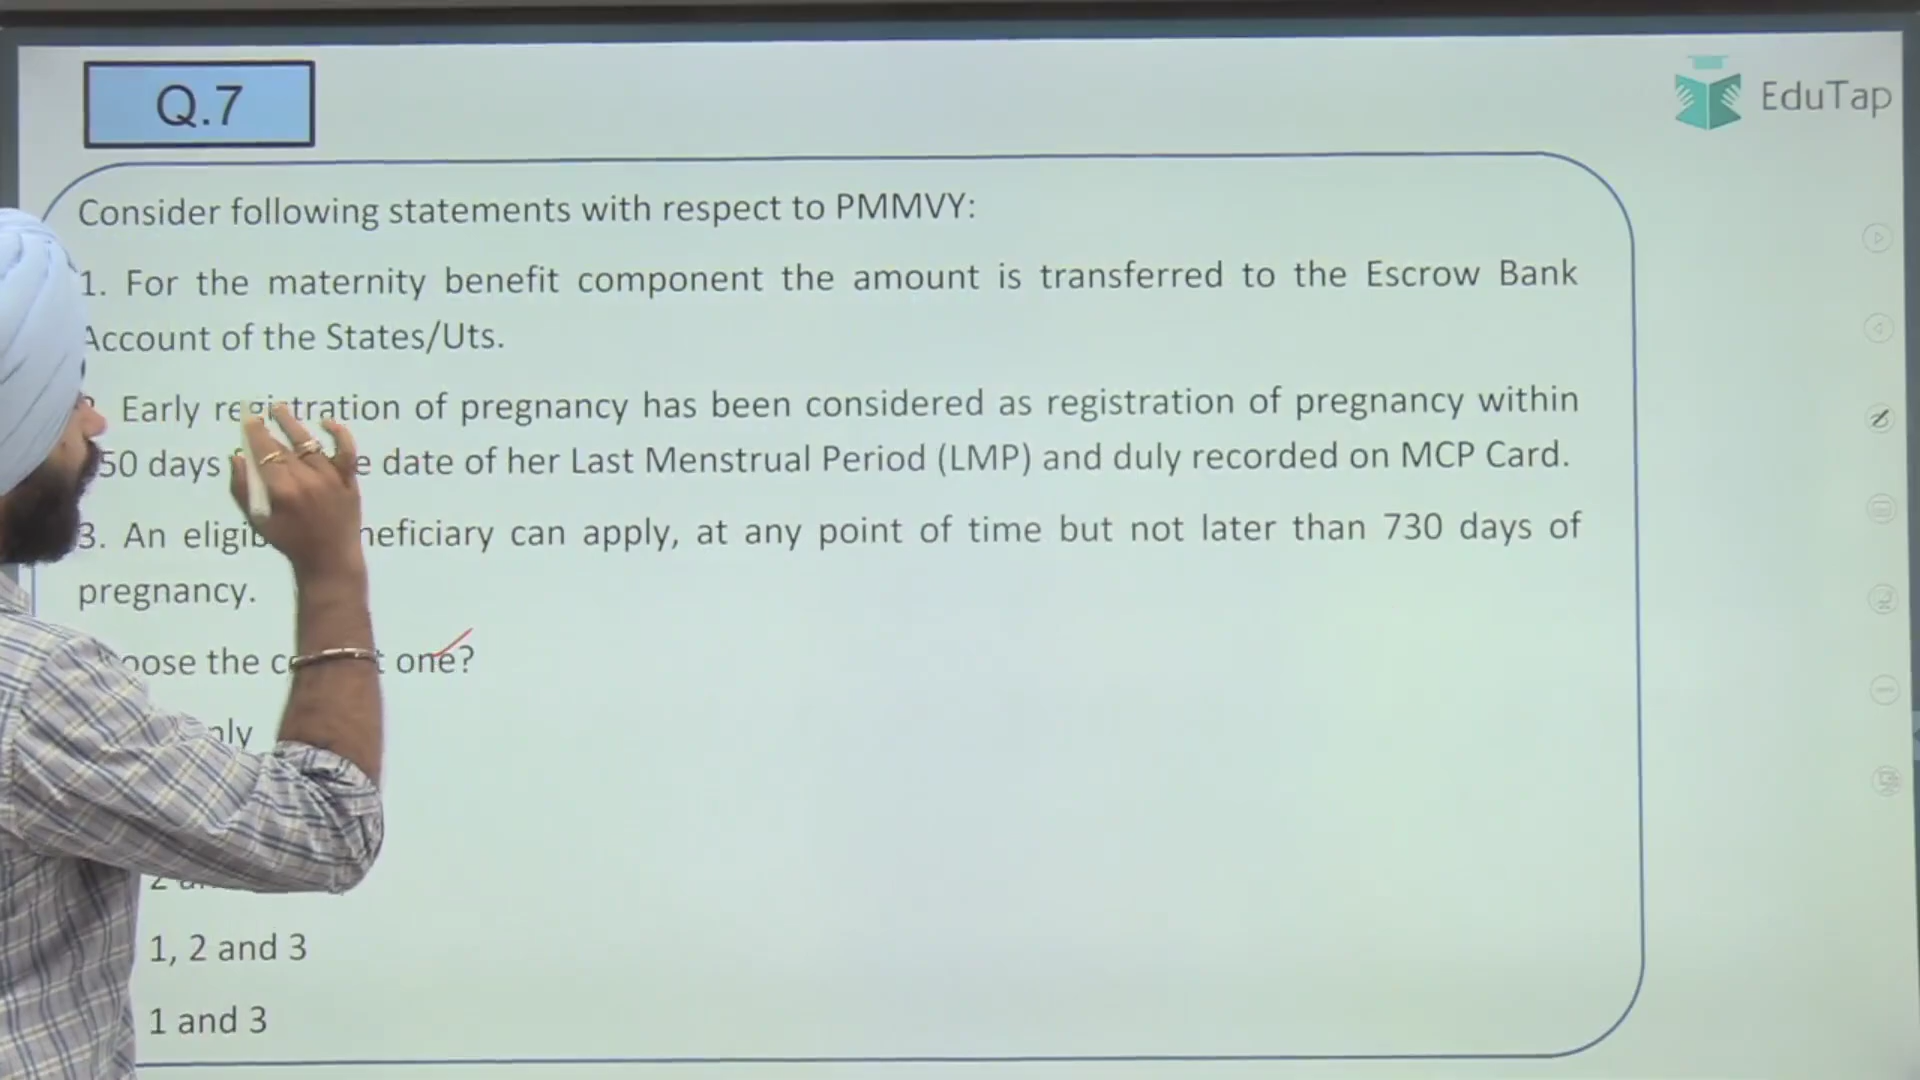 Q.7
EduTap
Consider following statements with respect to PMMVY:
1. For the maternity benefit component the amount is transferred to the Escrow Bank
Account of the States/Uts.
Early registration of pregnancy has been considered as registration of pregnancy within
50 days date of her Last Menstrual Period (LMP) and duly recorded on MCP Card.
3. An can apply, at any point of time but not later than 730 days of
pregnancy.
the one?
1, 2 and 3
1 and 3